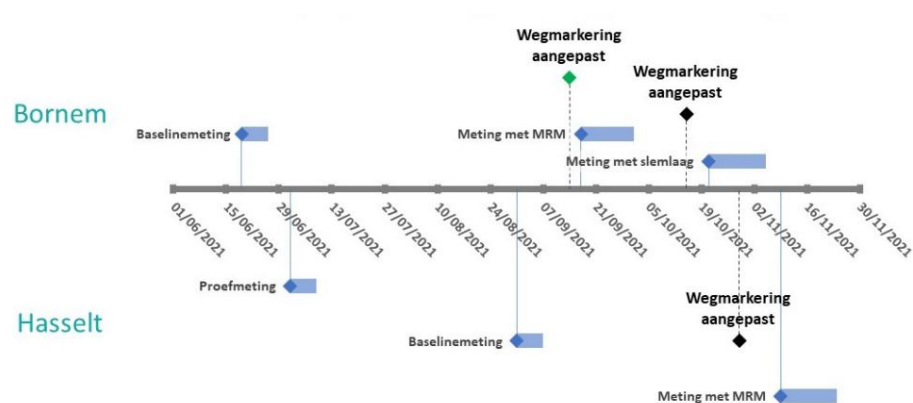 Wegmarkering
aangepast
Wegmarkering
aangepast
Bornem
Baselinemeting
Meting met MRM
Meting met slemlaag
01/06/2021
15/06/2021
29/06/2021
13/07/2021
27/07/2021
10/08/2021
24/08/2021
07/09/2021
21/09/2021
05/10/2021
19/10/2021
02/11/2021
16/11/2021
30/11/2021
Proefmeting
Hasselt
Wegmarkering
aangepast
Baselinemeting
Meting met MRM